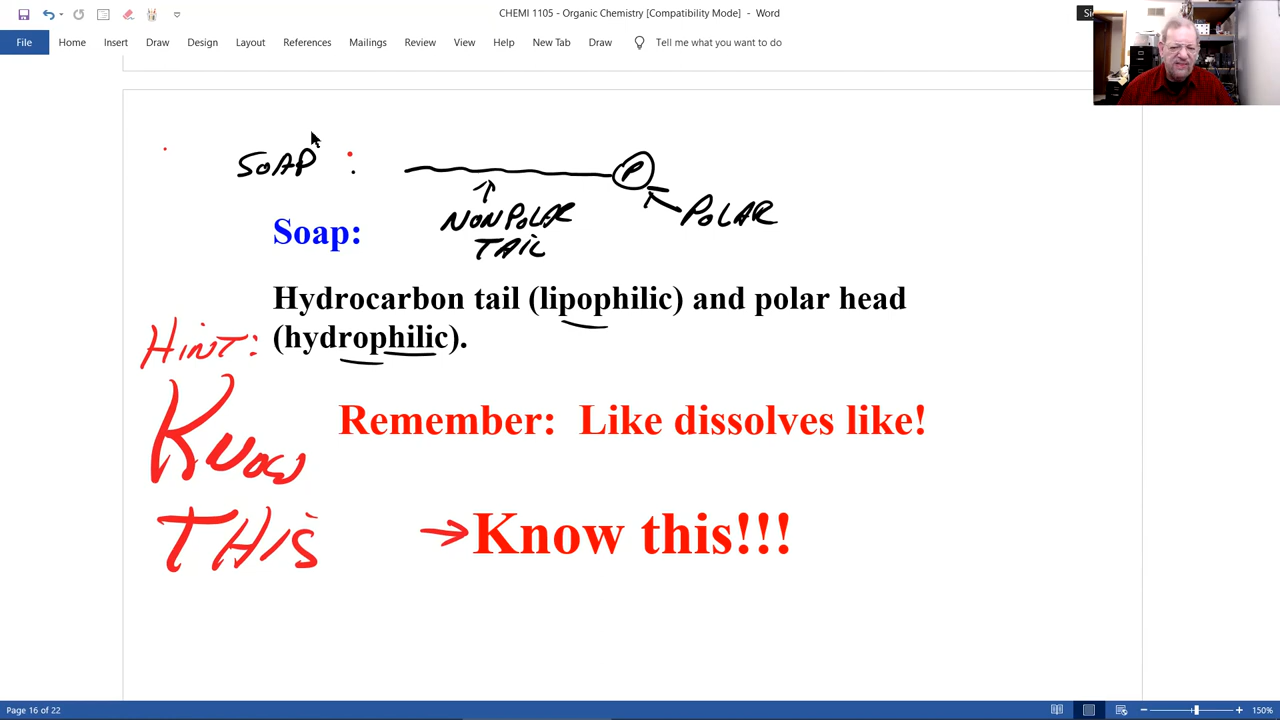 CHEMI 1105 - Organic Chemistry [Compatibility Mode] - Word
File Home Insert Draw Design Layout References Mailings Review View Help New Tab Draw Tell me what you want to do
SOAP :
P
NONPOLAR
TAIL
POLAR
Soap:
Hydrocarbon tail (lipophilic) and polar head
(hydrophilic).
HINT:
KNOW
THIS
Remember: Like dissolves like!
→Know this!!!
Page 16 of 22
150%